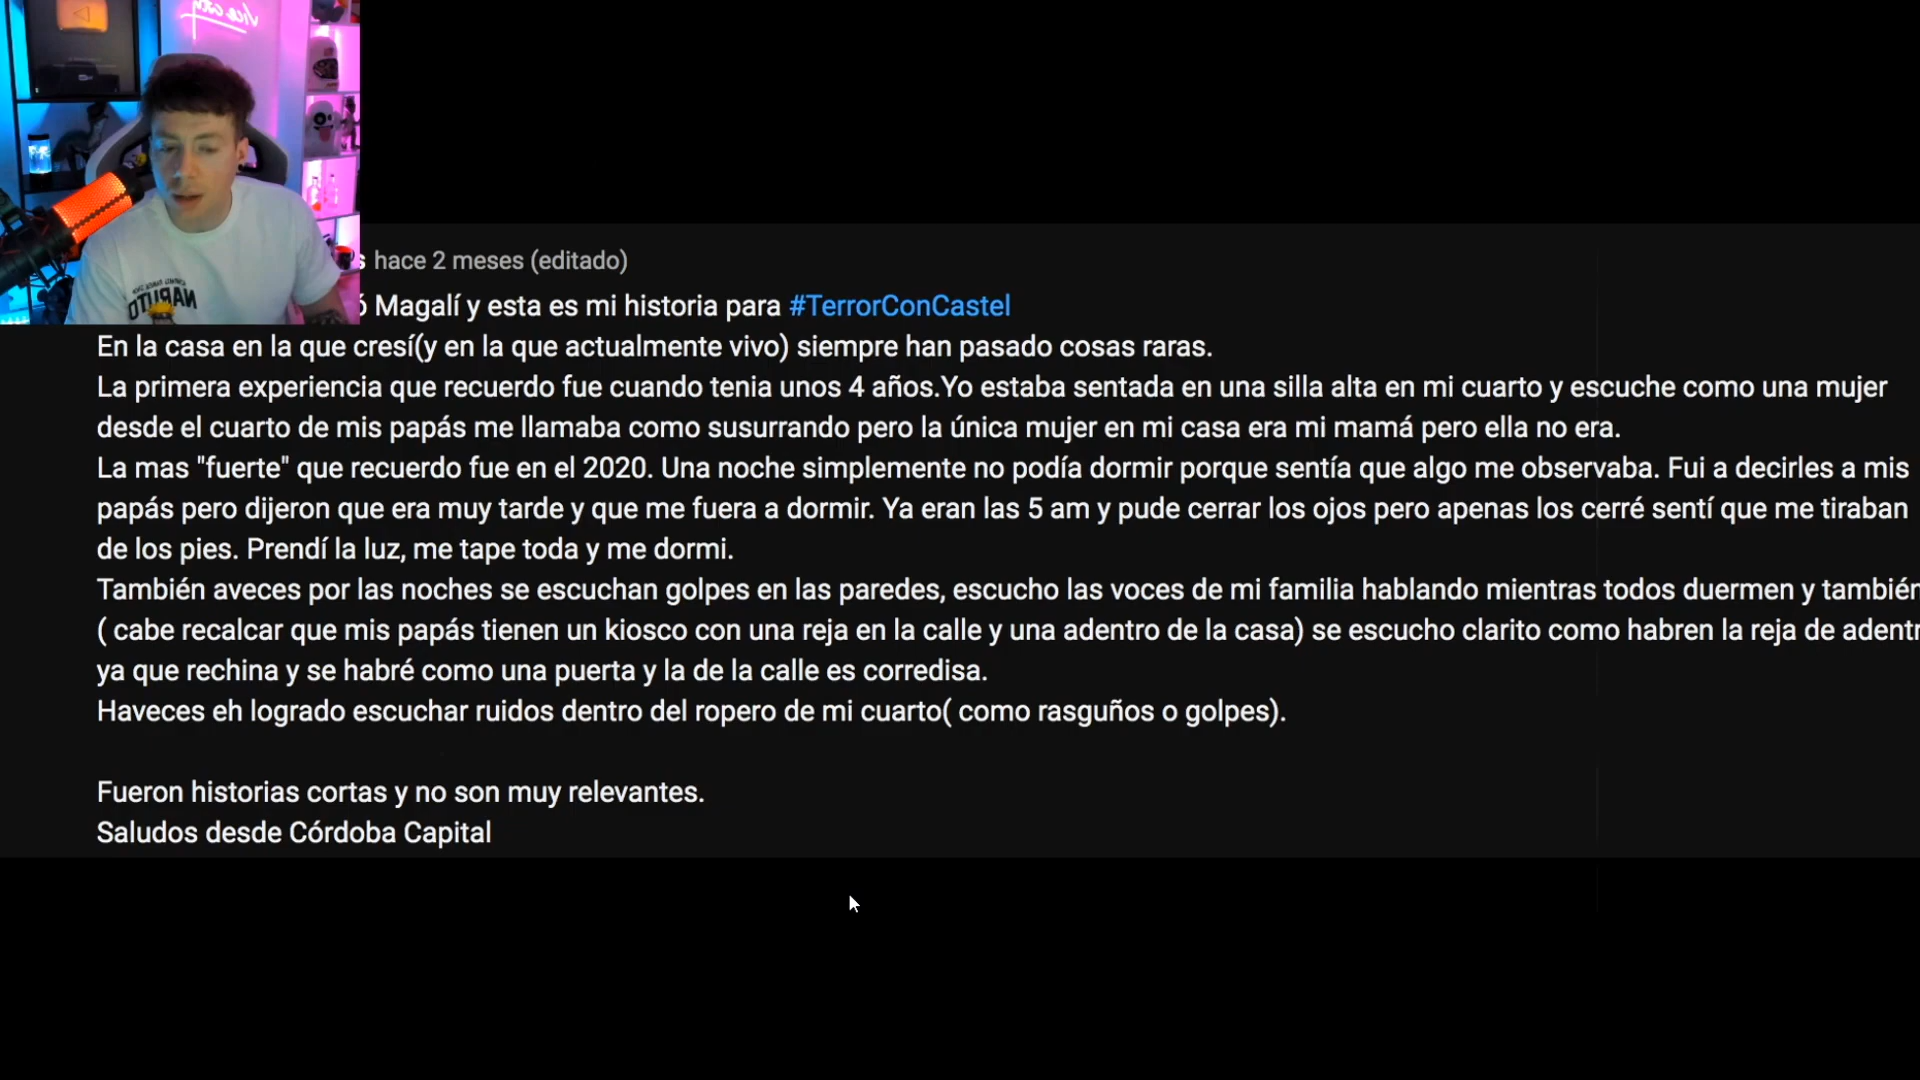 vice city
NARUTO
hace 2 meses (editado)
Magalí y esta es mi historia para #TerrorConCastel
En la casa en la que cresí(y en la que actualmente vivo) siempre han pasado cosas raras.
La primera experiencia que recuerdo fue cuando tenia unos 4 años.Yo estaba sentada en una silla alta en mi cuarto y escuche como una mujer
desde el cuarto de mis papás me llamaba como susurrando pero la única mujer en mi casa era mi mamá pero ella no era.
La mas "fuerte" que recuerdo fue en el 2020. Una noche simplemente no podía dormir porque sentía que algo me observaba. Fui a decirles a mis
papás pero dijeron que era muy tarde y que me fuera a dormir. Ya eran las 5 am y pude cerrar los ojos pero apenas los cerré sentí que me tiraban
de los pies. Prendí la luz, me tape toda y me dormi.
También aveces por las noches se escuchan golpes en las paredes, escucho las voces de mi familia hablando mientras todos duermen y también
( cabe recalcar que mis papás tienen un kiosco con una reja en la calle y una adentro de la casa) se escucho clarito como habren la reja de adentr
ya que rechina y se habré como una puerta y la de la calle es corredisa.
Haveces eh logrado escuchar ruidos dentro del ropero de mi cuarto( como rasguños o golpes).
Fueron historias cortas y no son muy relevantes.
Saludos desde Córdoba Capital